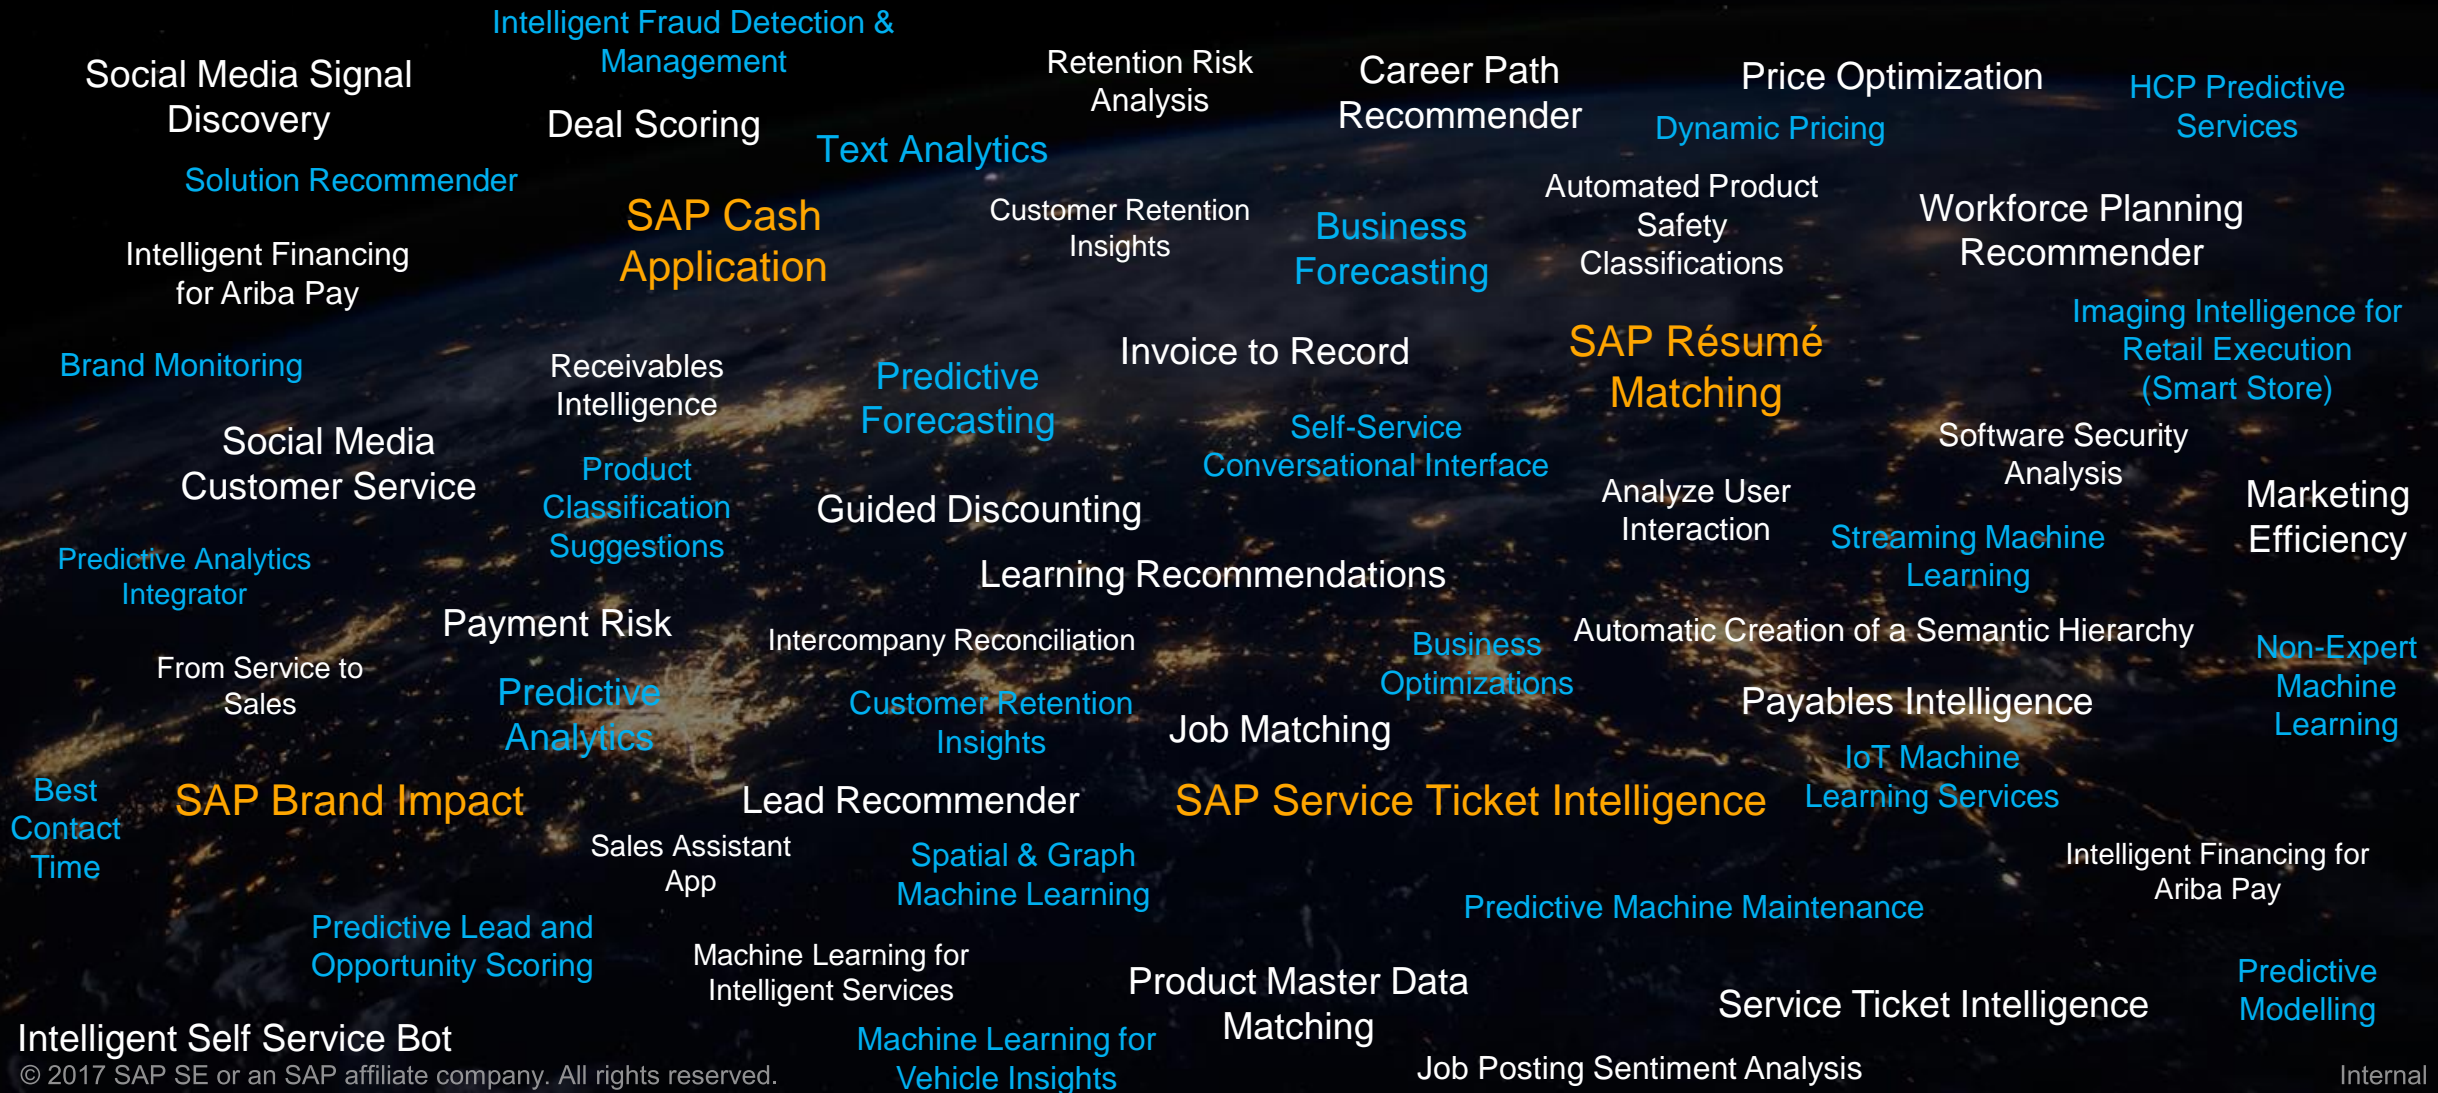 Intelligent Fraud Detection &
Management
Social Media Signal
Discovery
Deal Scoring
Retention Risk
Analysis
Career Path
Recommender
Price Optimization
HCP Predictive
Services
Dynamic Pricing
Text Analytics
Solution Recommender
SAP Cash
Application
Customer Retention
Insights
Business
Forecasting
Automated Product
Safety
Classifications
Workforce Planning
Recommender
Intelligent Financing
for Ariba Pay
Imaging Intelligence for
Retail Execution
(Smart Store)
Brand Monitoring
Receivables
Intelligence
Predictive
Forecasting
Invoice to Record
SAP Résumé
Matching
Social Media
Customer Service
Product
Classification
Suggestions
Self-Service
Conversational Interface
Software Security
Analysis
Guided Discounting
Analyze User
Interaction
Marketing
Efficiency
Streaming Machine
Learning
Predictive Analytics
Integrator
Learning Recommendations
Payment Risk
Intercompany Reconciliation
Business
Optimizations
Automatic Creation of a Semantic Hierarchy
Non-Expert
Machine
Learning
From Service to
Sales
Predictive
Analytics
Customer Retention
Insights
Job Matching
Payables Intelligence
IoT Machine
Learning Services
Best
Contact
Time
SAP Brand Impact
Lead Recommender
SAP Service Ticket Intelligence
Sales Assistant
App
Spatial & Graph
Machine Learning
Intelligent Financing for
Ariba Pay
Predictive Machine Maintenance
Predictive Lead and
Opportunity Scoring
Machine Learning for
Intelligent Services
Product Master Data
Matching
Service Ticket Intelligence
Predictive
Modelling
Intelligent Self Service Bot
Machine Learning for
Vehicle Insights
Job Posting Sentiment Analysis
© 2017 SAP SE or an SAP affiliate company. All rights reserved.
Internal